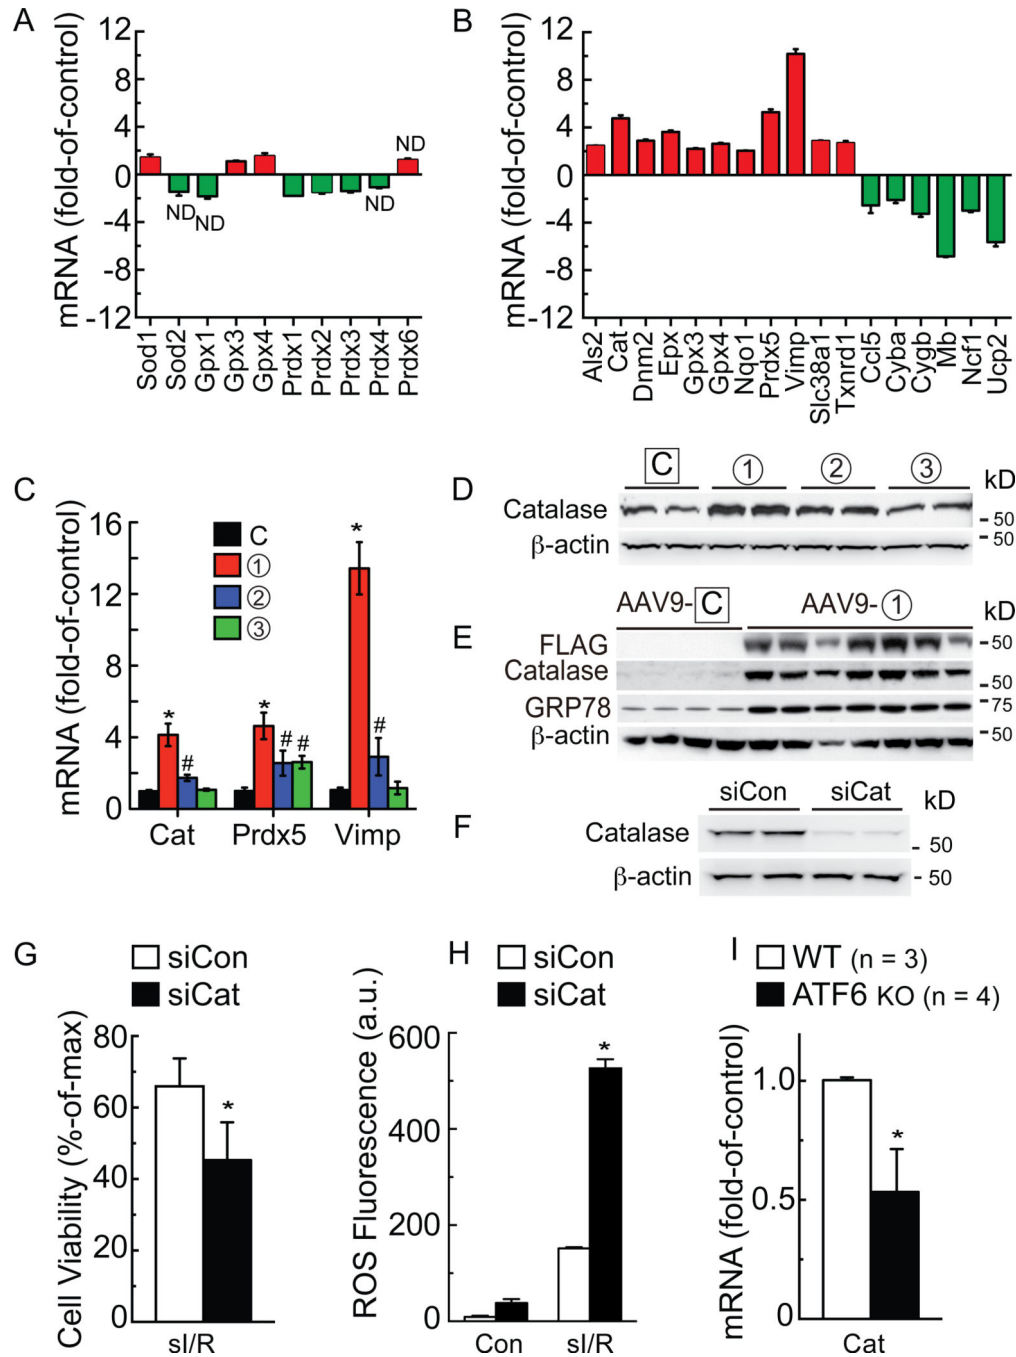 A
mRNA (fold-of-control)
12
8
4
0
-4
-8
-12
ND
ND
ND
ND
Sod1
Sod2
Gpx1
Gpx3
Gpx4
Prdx1
Prdx2
Prdx3
Prdx4
Prdx6
B
mRNA (fold-of-control)
12
8
4
0
-4
-8
-12
Als2
Cat
Dnm2
Epx
Gpx3
Gpx4
Nqo1
Prdx5
Vimp
Slc38a1
Txnrd1
Ccl5
Cyba
Cygb
Mb
Ncf1
Ucp2
C
mRNA (fold-of-control)
16
12
8
4
0
C
①
②
③
*
#
*
# #
*
#
Cat Prdx5 Vimp
D
C ① ② ③ kD
Catalase - 50
β-actin - 50
E
AAV9-C AAV9-① kD
FLAG - 50
Catalase - 50
GRP78 - 75
β-actin - 50
F
siCon siCat kD
Catalase - 50
β-actin - 50
G
siCon
siCat
Cell Viability (%-of-max)
80
60
40
20
0
*
sI/R
H
siCon
siCat
ROS Fluorescence (a.u.)
600
400
200
0
*
Con sI/R
I
WT (n = 3)
ATF6 KO (n = 4)
mRNA (fold-of-control)
1.0
0.5
0
*
Cat